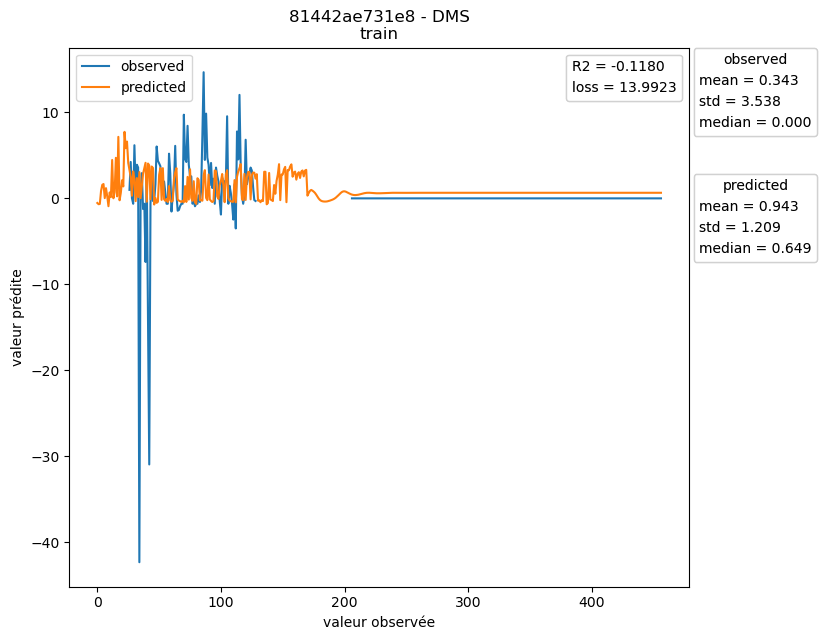 81442ae731e8 - DMS
train
observed
predicted
R2 = -0.1180
loss = 13.9923
observed
mean = 0.343
std = 3.538
median = 0.000
predicted
mean = 0.943
std = 1.209
median = 0.649
valeur prédite
10
0
−10
−20
−30
−40
0
100
200
300
400
valeur observée